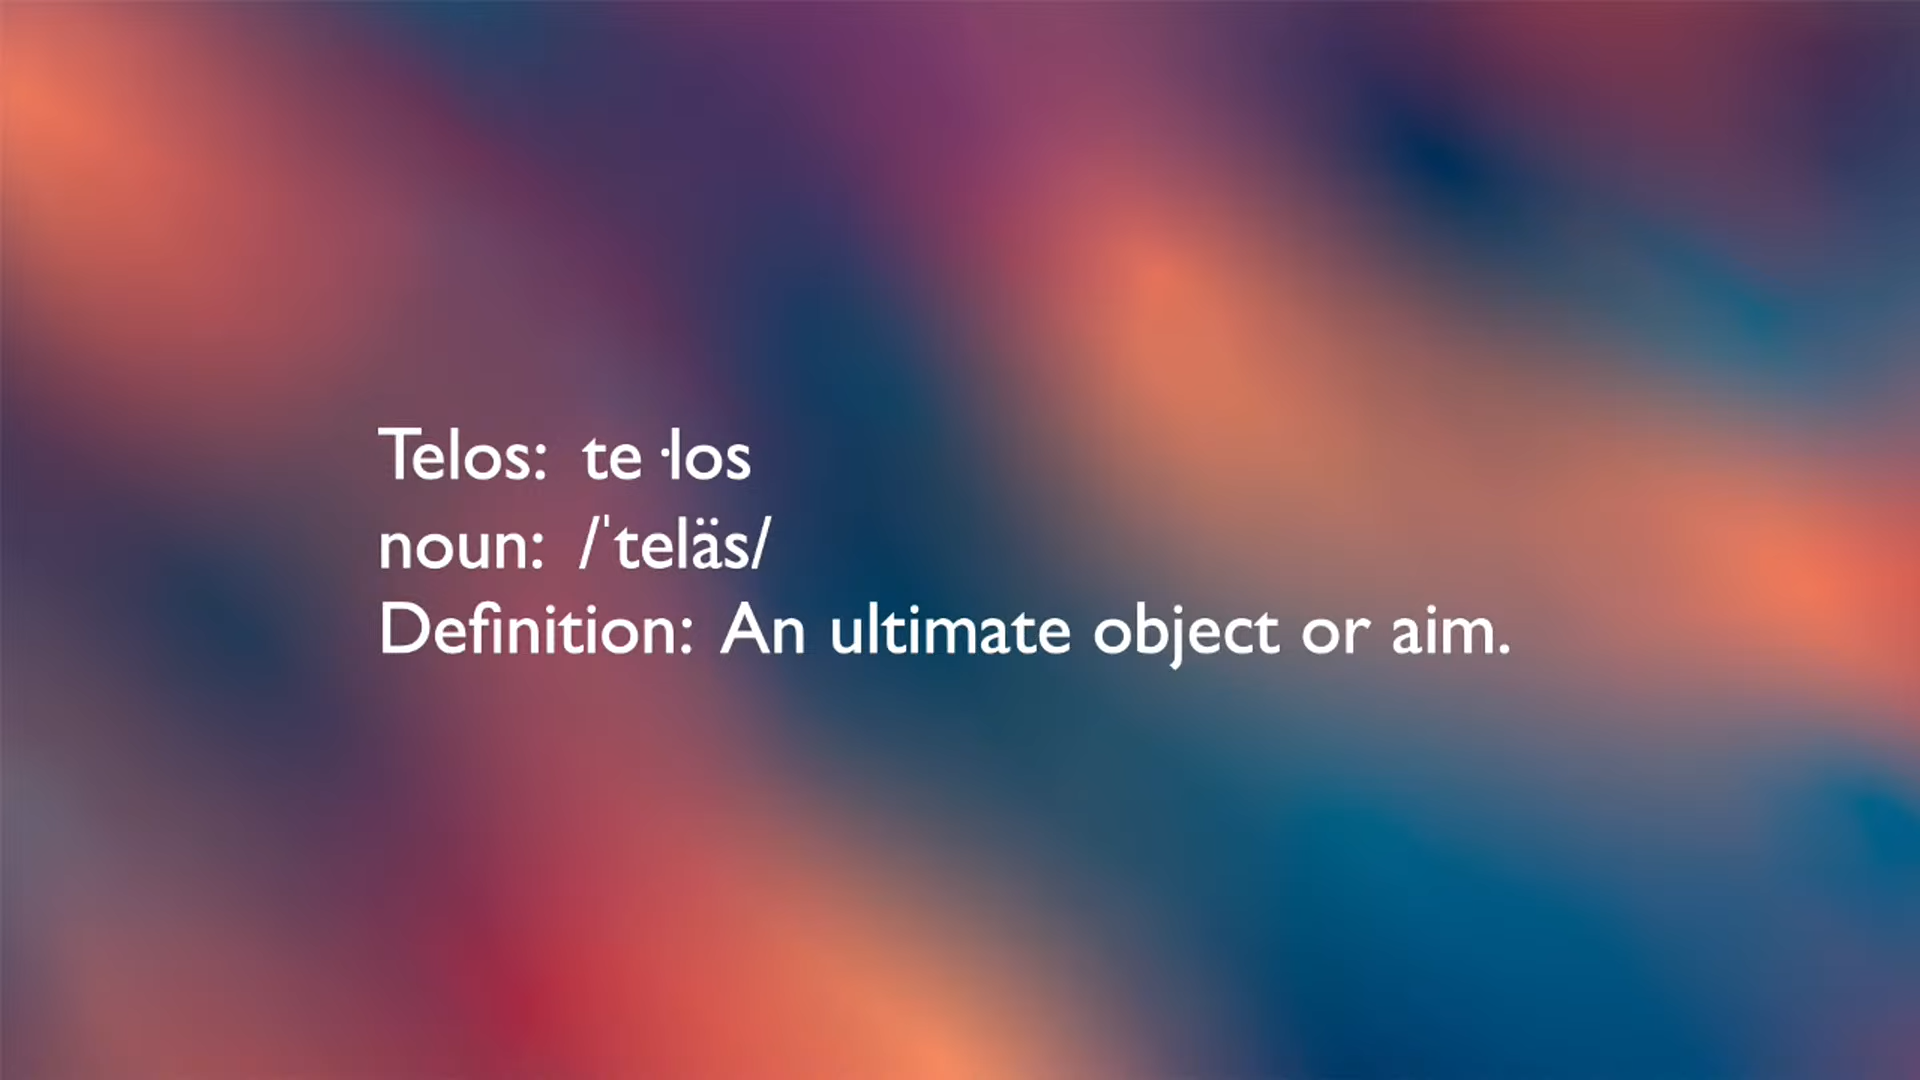 Telos: te ·los
noun: /ˈteläs/
Definition: An ultimate object or aim.